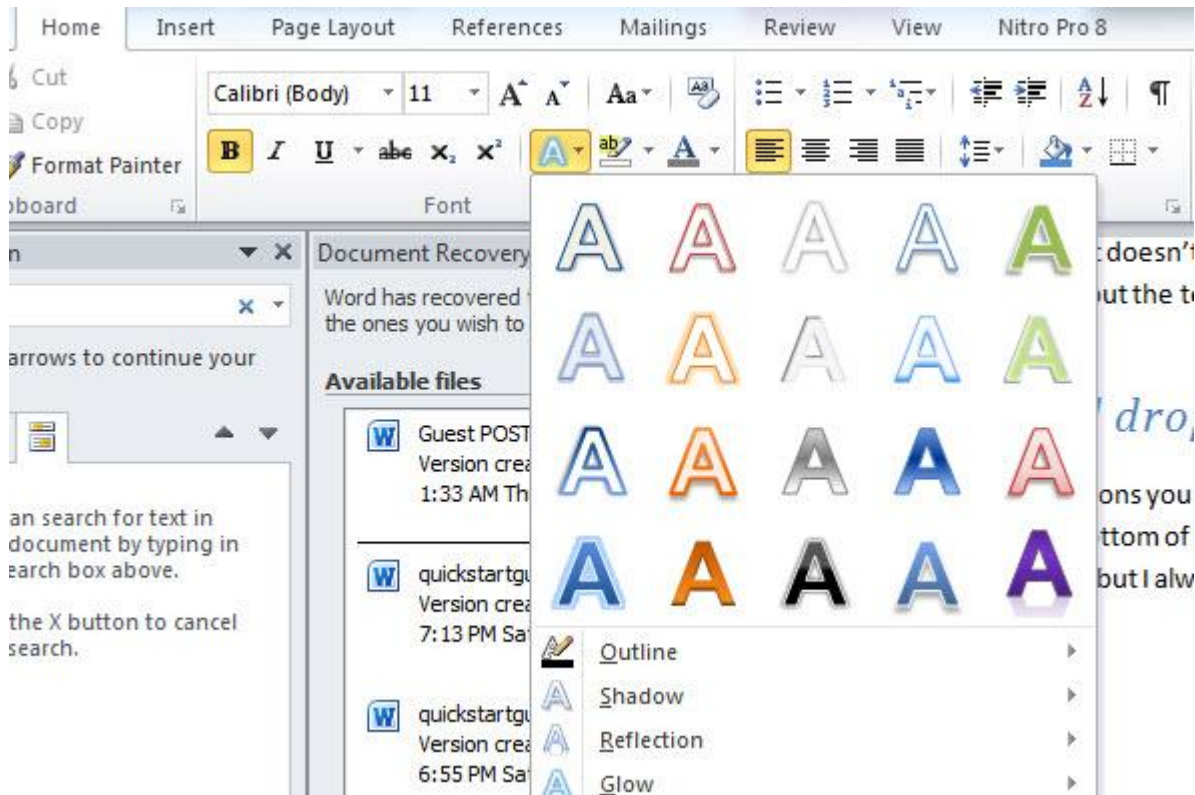 Home Insert Page Layout References Mailings Review View Nitro Pro 8
Cut
Copy
Format Painter
Calibri (Body) 11
Font
Document Recovery
Word has recovered
the ones you wish to
Available files
Guest POST
Version crea
1:33 AM Th
quickstartgu
Version crea
7:13 PM Sa
quickstartgu
Version crea
6:55 PM Sa
arrows to continue your
an search for text in
document by typing in
earch box above.
the X button to cancel
search.
Outline
Shadow
Reflection
Glow
doesn't
ut the te
drop
ons you
ttom of
but I alw